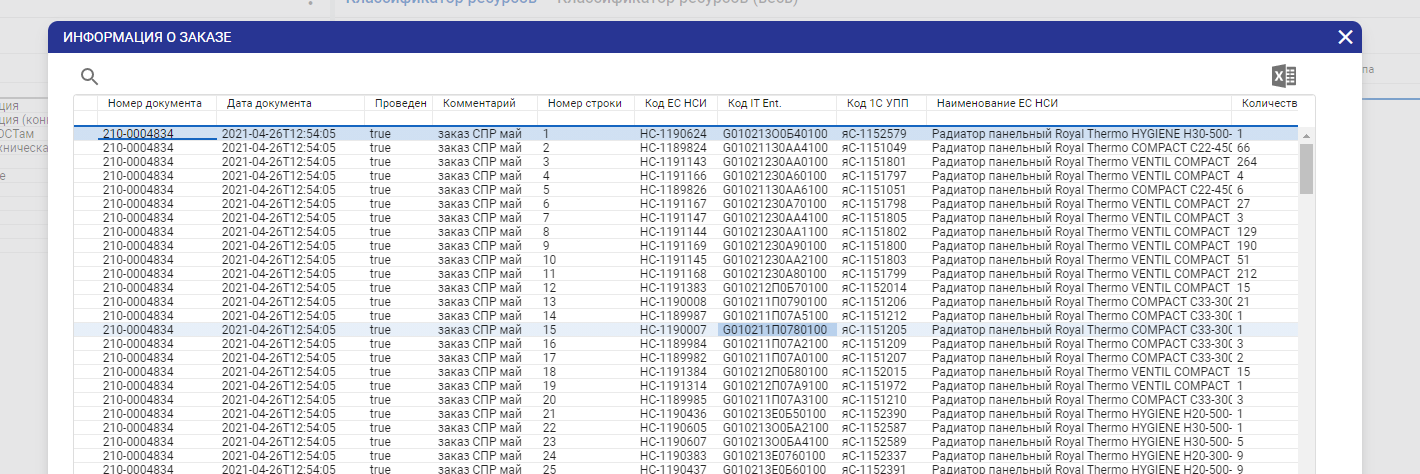 Классификатор ресурсов Классификатор ресурсов (весь)
ИНФОРМАЦИЯ О ЗАКАЗЕ
Номер документа Дата документа Проведен Комментарий Номер строки Код ЕС НСИ Код IT Ent. Код 1С УПП Наименование ЕС НСИ Количеств
210-0004834 2021-04-26T12:54:05 true заказ СПР май 1 НС-1190624 G010213О0Б40100 яС-1152579 Радиатор панельный Royal Thermo HYGIENE H30-500- 1
210-0004834 2021-04-26T12:54:05 true заказ СПР май 2 НС-1189824 G01021130АА4100 яС-1151049 Радиатор панельный Royal Thermo COMPACT C22-450 66
210-0004834 2021-04-26T12:54:05 true заказ СПР май 3 НС-1191143 G01021230АА0100 яС-1151801 Радиатор панельный Royal Thermo VENTIL COMPACT 264
210-0004834 2021-04-26T12:54:05 true заказ СПР май 4 НС-1191166 G01021230А60100 яС-1151797 Радиатор панельный Royal Thermo VENTIL COMPACT 4
210-0004834 2021-04-26T12:54:05 true заказ СПР май 5 НС-1189826 G01021130АА6100 яС-1151051 Радиатор панельный Royal Thermo COMPACT C22-450 6
210-0004834 2021-04-26T12:54:05 true заказ СПР май 6 НС-1191167 G01021230А70100 яС-1151798 Радиатор панельный Royal Thermo VENTIL COMPACT 27
210-0004834 2021-04-26T12:54:05 true заказ СПР май 7 НС-1191147 G01021230АА4100 яС-1151805 Радиатор панельный Royal Thermo VENTIL COMPACT 3
210-0004834 2021-04-26T12:54:05 true заказ СПР май 8 НС-1191144 G01021230АА1100 яС-1151802 Радиатор панельный Royal Thermo VENTIL COMPACT 129
210-0004834 2021-04-26T12:54:05 true заказ СПР май 9 НС-1191169 G01021230А90100 яС-1151800 Радиатор панельный Royal Thermo VENTIL COMPACT 190
210-0004834 2021-04-26T12:54:05 true заказ СПР май 10 НС-1191145 G01021230АА2100 яС-1151803 Радиатор панельный Royal Thermo VENTIL COMPACT 51
210-0004834 2021-04-26T12:54:05 true заказ СПР май 11 НС-1191168 G01021230А80100 яС-1151799 Радиатор панельный Royal Thermo VENTIL COMPACT 212
210-0004834 2021-04-26T12:54:05 true заказ СПР май 12 НС-1191383 G010212П0Б70100 яС-1152014 Радиатор панельный Royal Thermo VENTIL COMPACT 15
210-0004834 2021-04-26T12:54:05 true заказ СПР май 13 НС-1190008 G010211П0790100 яС-1151206 Радиатор панельный Royal Thermo COMPACT C33-300 21
210-0004834 2021-04-26T12:54:05 true заказ СПР май 14 НС-1189987 G010211П07А5100 яС-1151212 Радиатор панельный Royal Thermo COMPACT C33-300 1
210-0004834 2021-04-26T12:54:05 true заказ СПР май 15 НС-1190007 G010211П0780100 яС-1151205 Радиатор панельный Royal Thermo COMPACT C33-300 1
210-0004834 2021-04-26T12:54:05 true заказ СПР май 16 НС-1189984 G010211П07А2100 яС-1151209 Радиатор панельный Royal Thermo COMPACT C33-300 3
210-0004834 2021-04-26T12:54:05 true заказ СПР май 17 НС-1189982 G010211П07А0100 яС-1151207 Радиатор панельный Royal Thermo COMPACT C33-300 2
210-0004834 2021-04-26T12:54:05 true заказ СПР май 18 НС-1191384 G010212П0Б80100 яС-1152015 Радиатор панельный Royal Thermo VENTIL COMPACT 15
210-0004834 2021-04-26T12:54:05 true заказ СПР май 19 НС-1191314 G010212П07А9100 яС-1151972 Радиатор панельный Royal Thermo VENTIL COMPACT 1
210-0004834 2021-04-26T12:54:05 true заказ СПР май 20 НС-1189985 G010211П07А3100 яС-1151210 Радиатор панельный Royal Thermo COMPACT C33-300 3
210-0004834 2021-04-26T12:54:05 true заказ СПР май 21 НС-1190436 G010213Е0Б50100 яС-1152390 Радиатор панельный Royal Thermo HYGIENE H20-500- 1
210-0004834 2021-04-26T12:54:05 true заказ СПР май 22 НС-1190605 G010213О0БА2100 яС-1152587 Радиатор панельный Royal Thermo HYGIENE H30-500- 1
210-0004834 2021-04-26T12:54:05 true заказ СПР май 23 НС-1190607 G010213О0БА4100 яС-1152589 Радиатор панельный Royal Thermo HYGIENE H30-500- 5
210-0004834 2021-04-26T12:54:05 true заказ СПР май 24 НС-1190383 G010213Е0760100 яС-1152337 Радиатор панельный Royal Thermo HYGIENE H20-300- 9
210-0004834 2021-04-26T12:54:05 true заказ СПР май 25 НС-1190437 G010213Е0Б60100 яС-1152391 Радиатор панельный Royal Thermo HYGIENE H20-500- 9